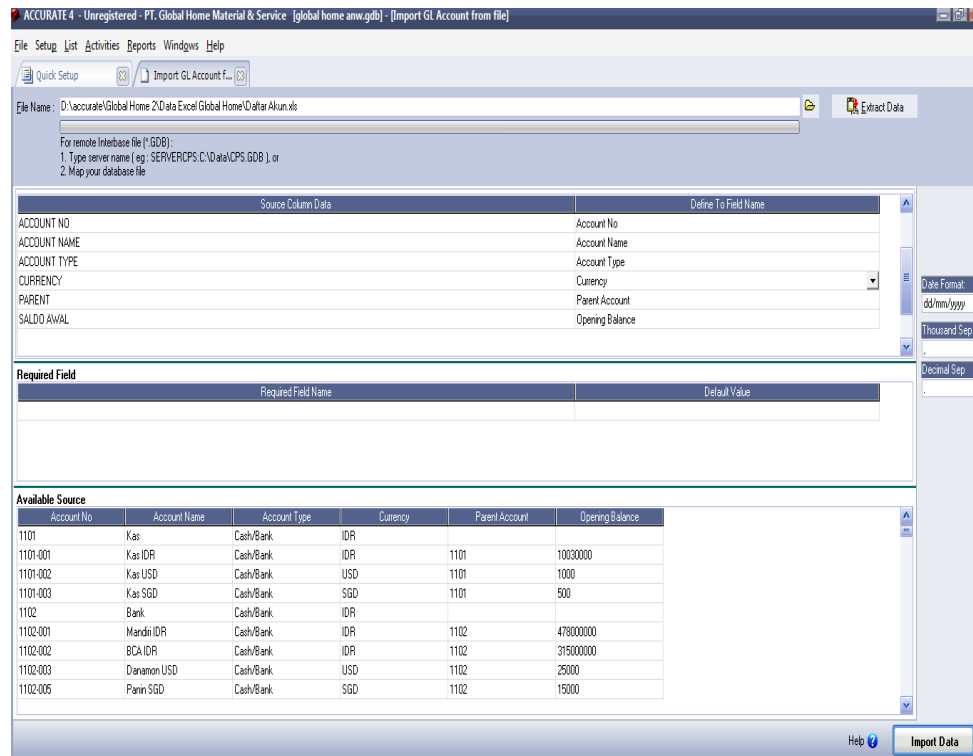 ACCURATE 4 - Unregistered - PT. Global Home Material & Service [global home anw.gdb] - [Import GL Account from file]
File Setup List Activities Reports Windows Help
Quick Setup Import GL Account f...
File Name : D:\accurate\Global Home 2\Data Excel Global Home\Daftar Akun.xls Extract Data
For remote Interbase file (*.GDB) :
1. Type server name ( eg : SERVERCPS:C:\Data\CPS.GDB ), or
2. Map your database file
Source Column Data Define To Field Name
ACCOUNT NO Account No
ACCOUNT NAME Account Name
ACCOUNT TYPE Account Type
CURRENCY Currency
PARENT Parent Account
SALDO AWAL Opening Balance
Date Format:
dd/mm/yyyy
Thousand Sep
,
Decimal Sep
.
Required Field
Required Field Name Default Value
Available Source
Account No Account Name Account Type Currency Parent Account Opening Balance
1101 Kas Cash/Bank IDR
1101-001 Kas IDR Cash/Bank IDR 1101 10030000
1101-002 Kas USD Cash/Bank USD 1101 1000
1101-003 Kas SGD Cash/Bank SGD 1101 500
1102 Bank Cash/Bank IDR
1102-001 Mandiri IDR Cash/Bank IDR 1102 478000000
1102-002 BCA IDR Cash/Bank IDR 1102 315000000
1102-003 Danamon USD Cash/Bank USD 1102 25000
1102-005 Panin SGD Cash/Bank SGD 1102 15000
Help Import Data